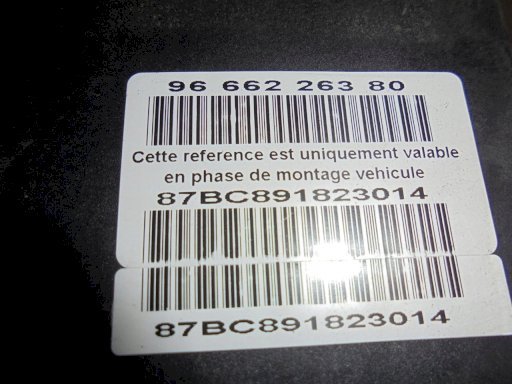 96 662 263 80
Cette reference est uniquement valable
en phase de montage vehicule
87BC891823014
87BC891823014